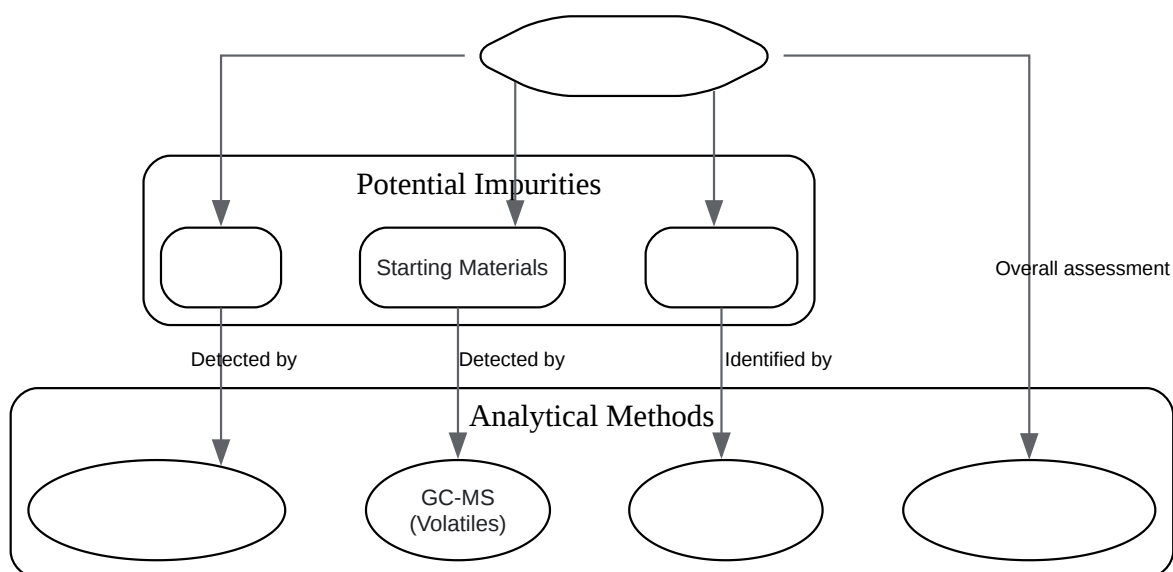 Potential Impurities
Starting Materials
Overall assessment
Detected by
Detected by
Identified by
Analytical Methods
GC-MS
(Volatiles)